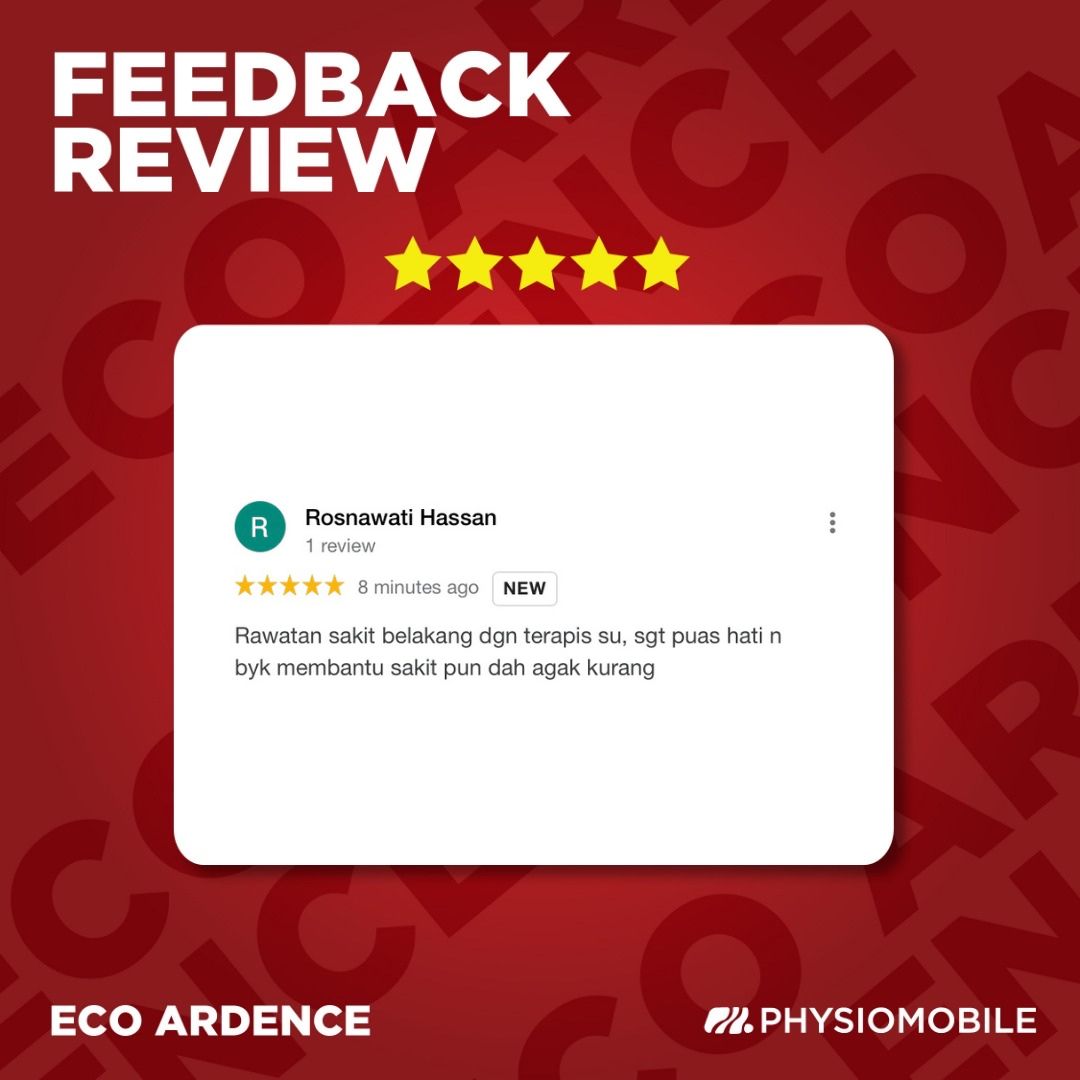 FEEDBACK
REVIEW
R
Rosnawati Hassan
1 review
8 minutes ago NEW
Rawatan sakit belakang dgn terapis su, sgt puas hati n
byk membantu sakit pun dah agak kurang
ECO ARDENCE
PHYSIOMOBILE